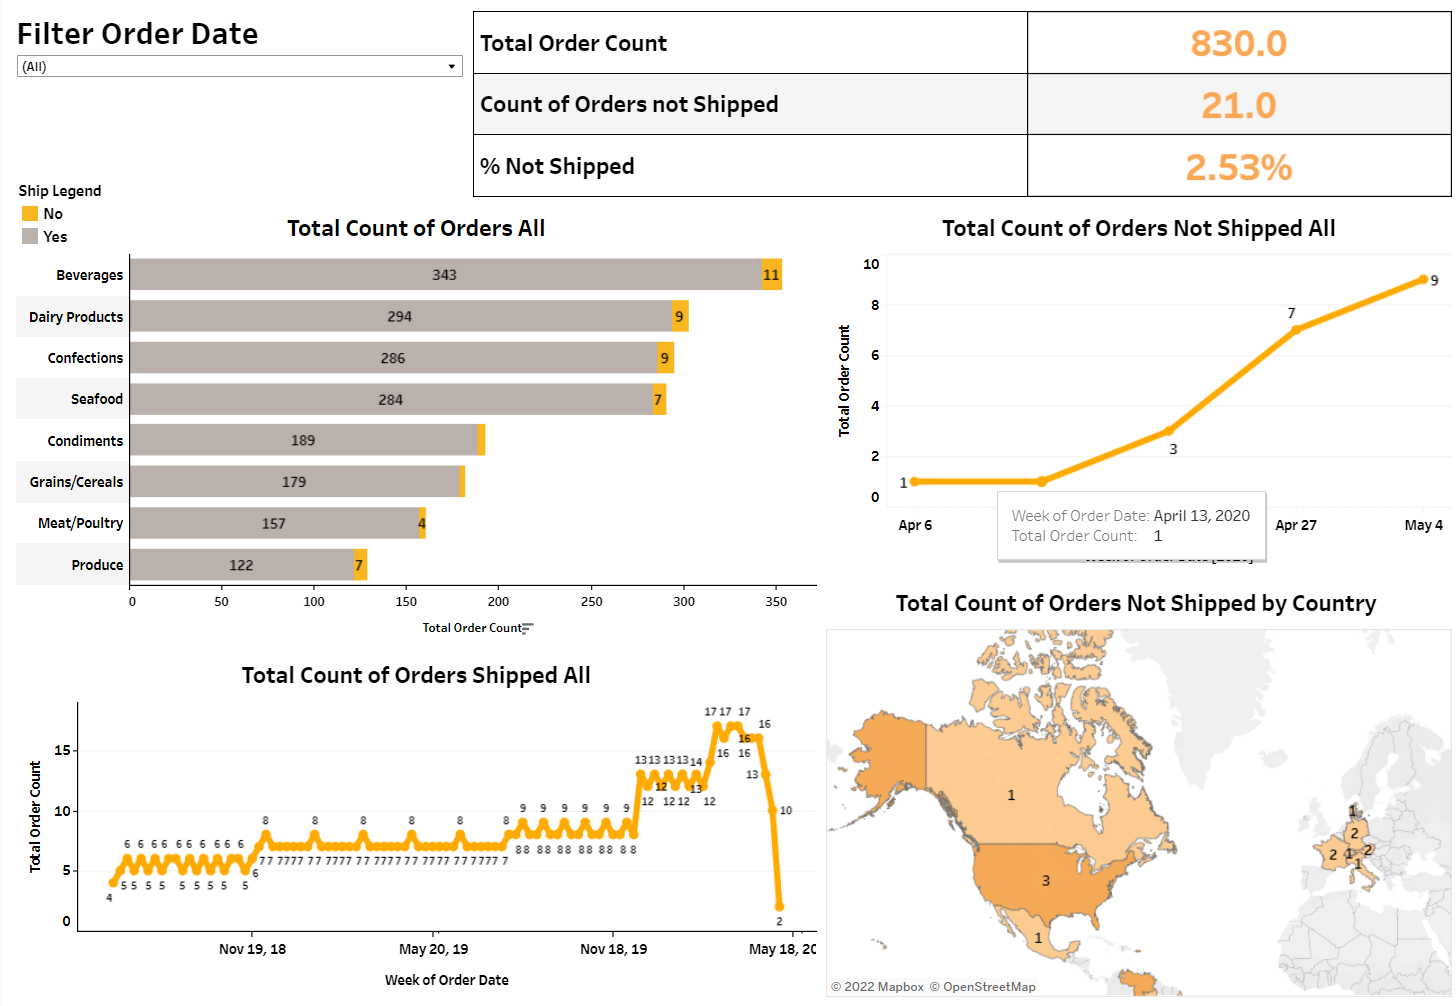 Filter Order Date
(All)
Total Order Count 830.0
Count of Orders not Shipped 21.0
% Not Shipped 2.53%
Ship Legend
No
Yes
Total Count of Orders All
Beverages 343 11
Dairy Products 294 9
Confections 286 9
Seafood 284 7
Condiments 189
Grains/Cereals 179
Meat/Poultry 157 4
Produce 122 7
0 50 100 150 200 250 300 350
Total Order Count
Total Count of Orders Not Shipped All
Total Order Count
10
8
6
4
2
0
1
3
7
9
Week of Order Date: April 13, 2020
Total Order Count: 1
Apr 6 Apr 27 May 4
Total Count of Orders Shipped All
Total Order Count
15
10
5
0
17 17 17
16
16
16 16
13 13 13 13 14
13
12
13
12 12 12 12
10
9 9 9 9 9 9
8 8 8 8 8 8
88 88 88 88 88 88
77 7777 77 7777 77 7777 77 7777 77 77777 7
6 6 6 6 6 6 6 6 6
6
5 5 5 5 5 5 5 5 5
4
2
Nov 19, 18 May 20, 19 Nov 18, 19 May 18, 20
Week of Order Date
Total Count of Orders Not Shipped by Country
1
3
1
1
2
2 1 2
1
© 2022 Mapbox © OpenStreetMap